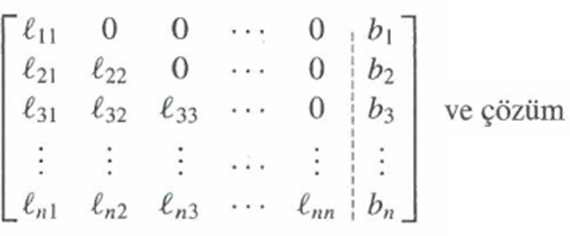 ℓ11 0 0 ⋯ 0 b1
ℓ21 ℓ22 0 ⋯ 0 b2
ℓ31 ℓ32 ℓ33 ⋯ 0 b3 ve çözüm
⋮ ⋮ ⋮ ⋯ ⋮ ⋮
ℓn1 ℓn2 ℓn3 ⋯ ℓnn bn